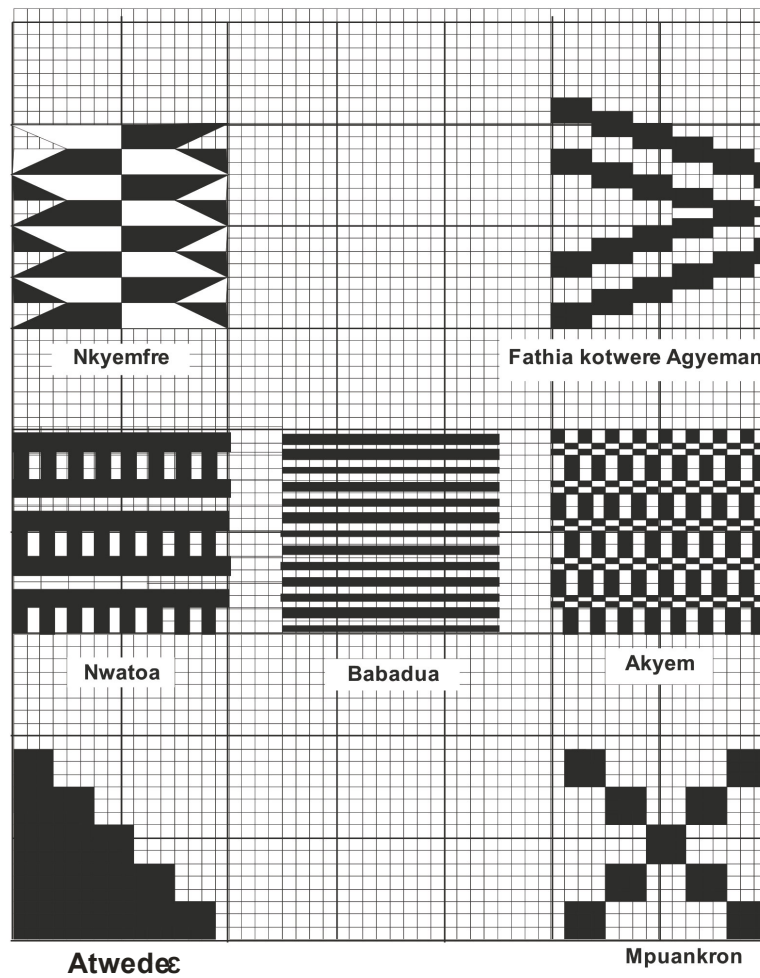 Nkyemfre
Fathia kotwere Agyeman
Nwatoa
Babadua
Akyem
Atwedeɛ
Mpuankron